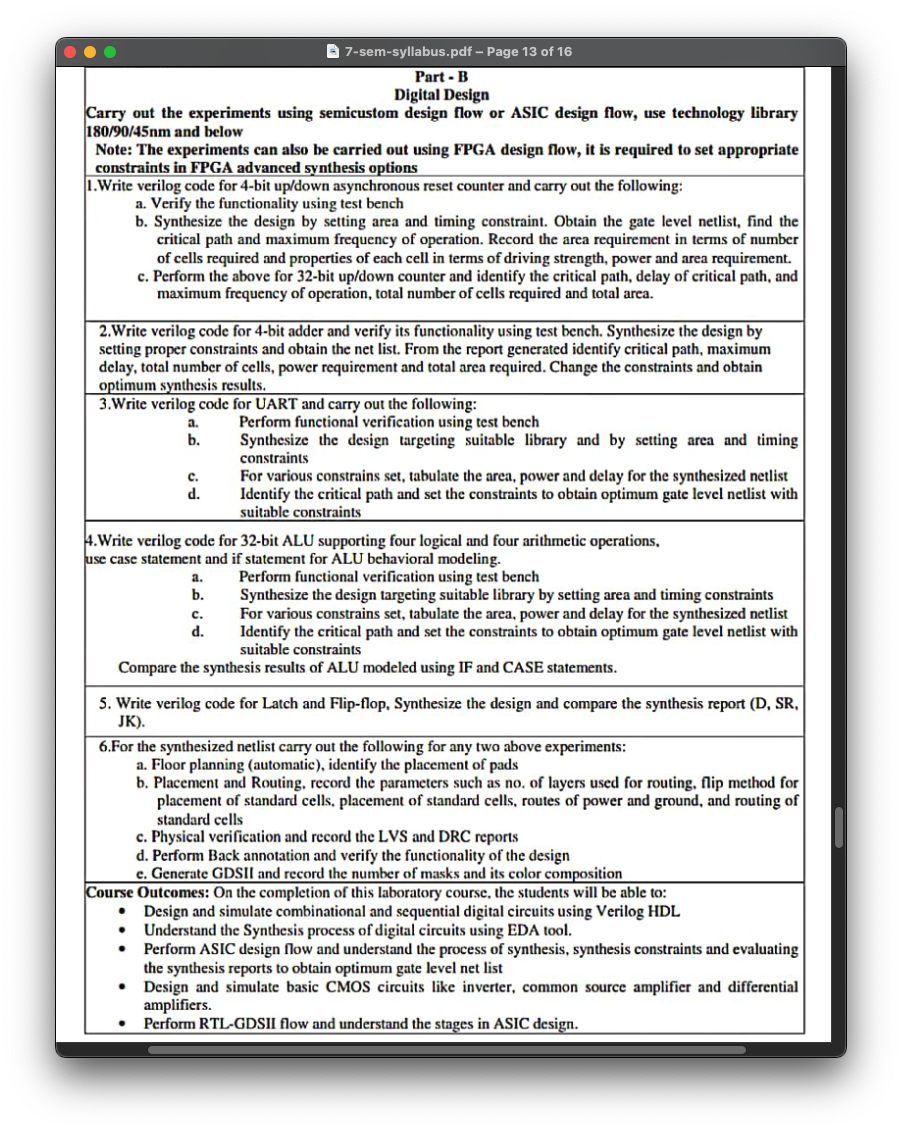 7-sem-syllabus.pdf – Page 13 of 16
Part - B
Digital Design
Carry out the experiments using semicustom design flow or ASIC design flow, use technology library
180/90/45nm and below
Note: The experiments can also be carried out using FPGA design flow, it is required to set appropriate
constraints in FPGA advanced synthesis options
1.Write verilog code for 4-bit up/down asynchronous reset counter and carry out the following:
a. Verify the functionality using test bench
b. Synthesize the design by setting area and timing constraint. Obtain the gate level netlist, find the
critical path and maximum frequency of operation. Record the area requirement in terms of number
of cells required and properties of each cell in terms of driving strength, power and area requirement.
c. Perform the above for 32-bit up/down counter and identify the critical path, delay of critical path, and
maximum frequency of operation, total number of cells required and total area.
2.Write verilog code for 4-bit adder and verify its functionality using test bench. Synthesize the design by
setting proper constraints and obtain the net list. From the report generated identify critical path, maximum
delay, total number of cells, power requirement and total area required. Change the constraints and obtain
optimum synthesis results.
3.Write verilog code for UART and carry out the following:
a. Perform functional verification using test bench
b. Synthesize the design targeting suitable library and by setting area and timing
constraints
c. For various constrains set, tabulate the area, power and delay for the synthesized netlist
d. Identify the critical path and set the constraints to obtain optimum gate level netlist with
suitable constraints
4.Write verilog code for 32-bit ALU supporting four logical and four arithmetic operations,
use case statement and if statement for ALU behavioral modeling.
a. Perform functional verification using test bench
b. Synthesize the design targeting suitable library by setting area and timing constraints
c. For various constrains set, tabulate the area, power and delay for the synthesized netlist
d. Identify the critical path and set the constraints to obtain optimum gate level netlist with
suitable constraints
Compare the synthesis results of ALU modeled using IF and CASE statements.
5. Write verilog code for Latch and Flip-flop, Synthesize the design and compare the synthesis report (D, SR,
JK).
6.For the synthesized netlist carry out the following for any two above experiments:
a. Floor planning (automatic), identify the placement of pads
b. Placement and Routing, record the parameters such as no. of layers used for routing, flip method for
placement of standard cells, placement of standard cells, routes of power and ground, and routing of
standard cells
c. Physical verification and record the LVS and DRC reports
d. Perform Back annotation and verify the functionality of the design
e. Generate GDSII and record the number of masks and its color composition
Course Outcomes: On the completion of this laboratory course, the students will be able to:
• Design and simulate combinational and sequential digital circuits using Verilog HDL
• Understand the Synthesis process of digital circuits using EDA tool.
• Perform ASIC design flow and understand the process of synthesis, synthesis constraints and evaluating
the synthesis reports to obtain optimum gate level net list
• Design and simulate basic CMOS circuits like inverter, common source amplifier and differential
amplifiers.
• Perform RTL-GDSII flow and understand the stages in ASIC design.